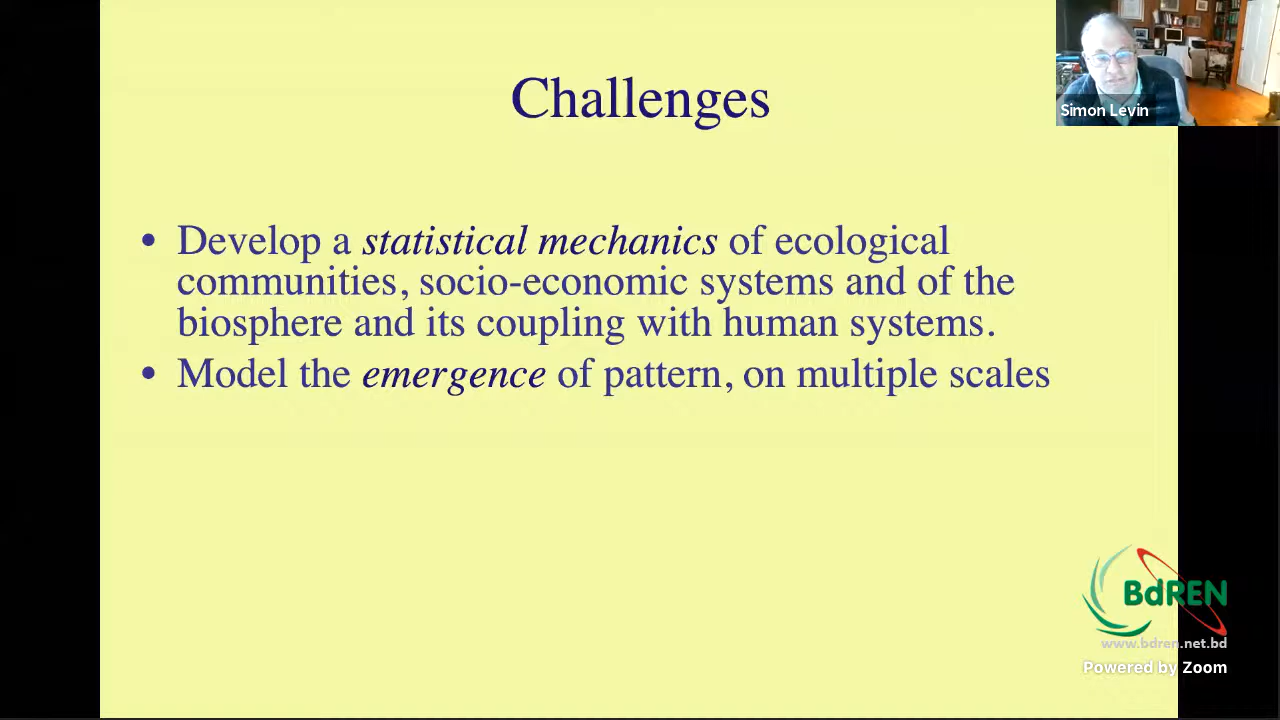 Challenges
Simon Levin
• Develop a statistical mechanics of ecological
communities, socio-economic systems and of the
biosphere and its coupling with human systems.
• Model the emergence of pattern, on multiple scales
BdREN
www.bdren.net.bd
Powered by Zoom